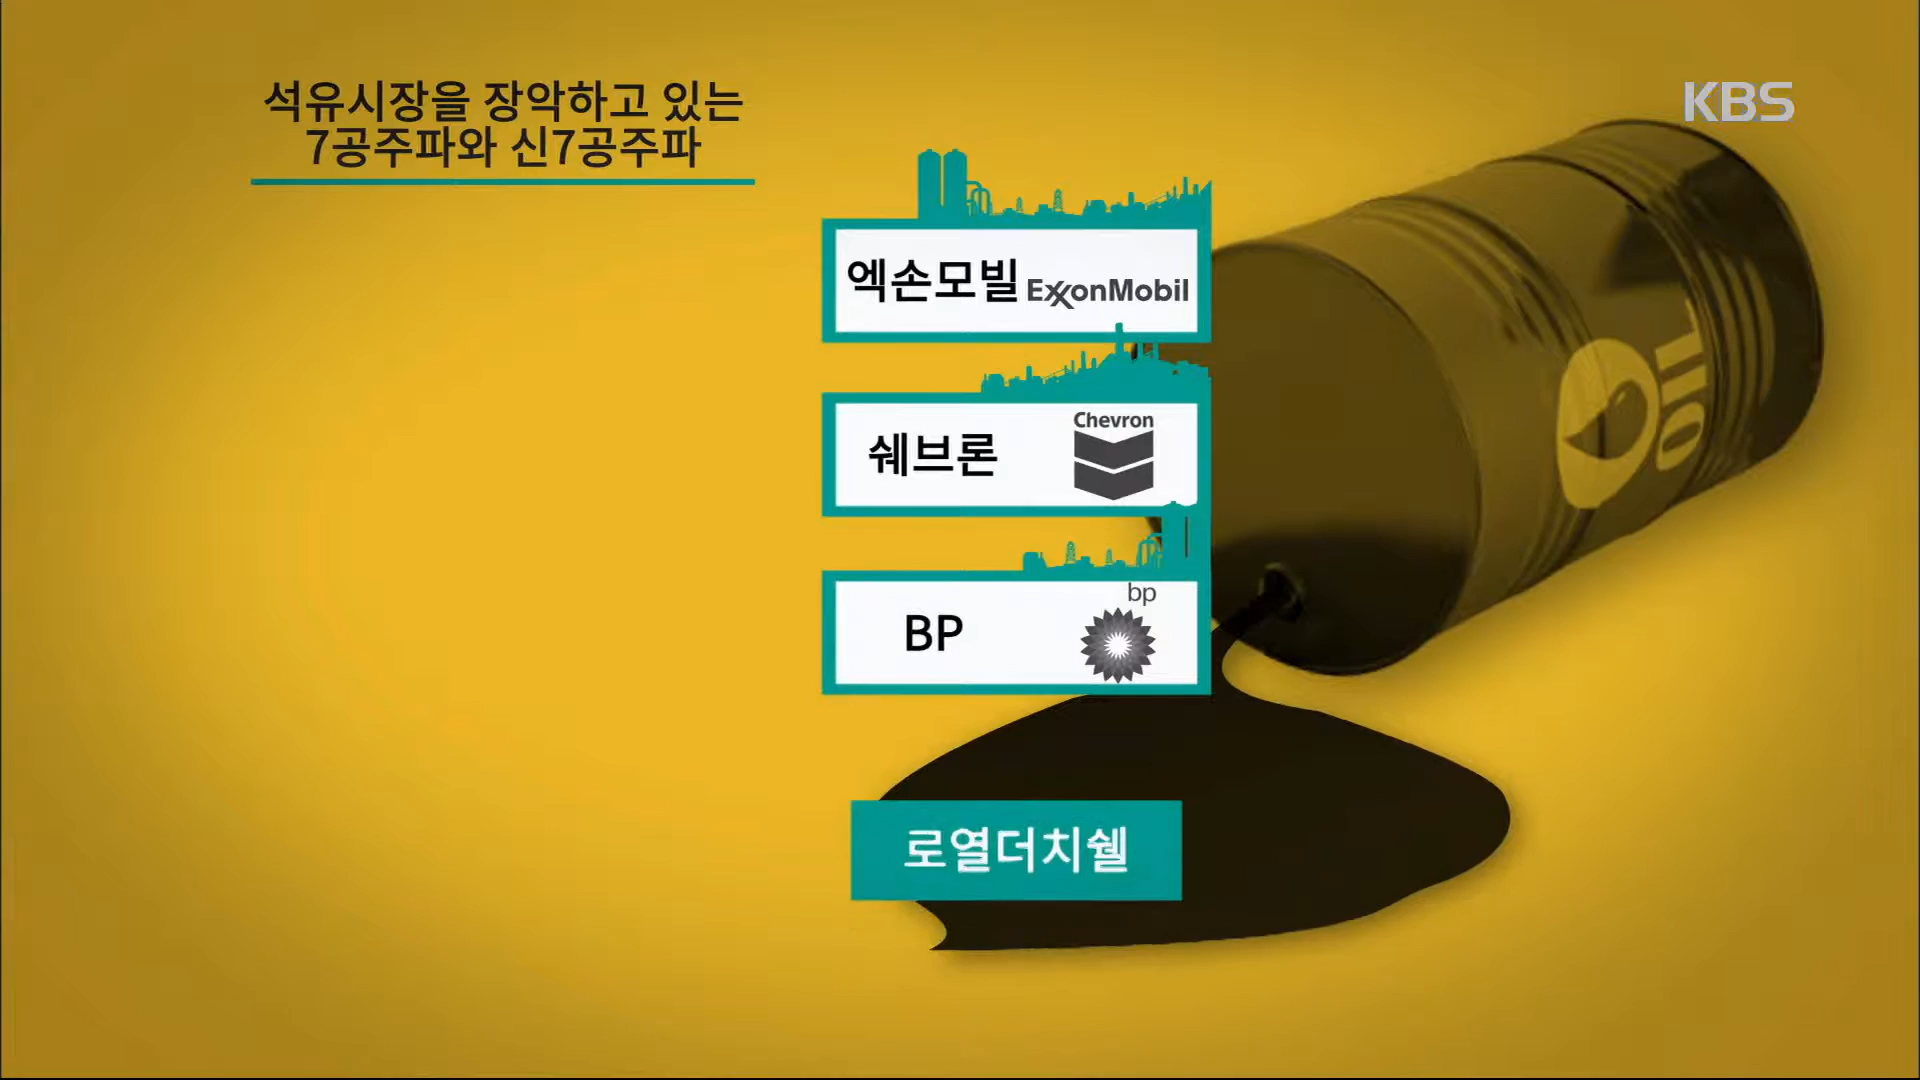 석유시장을 장악하고 있는
7공주파와 신7공주파
KBS
엑손모빌 ExxonMobil
쉐브론 Chevron
BP bp
로열더치쉘
OIL